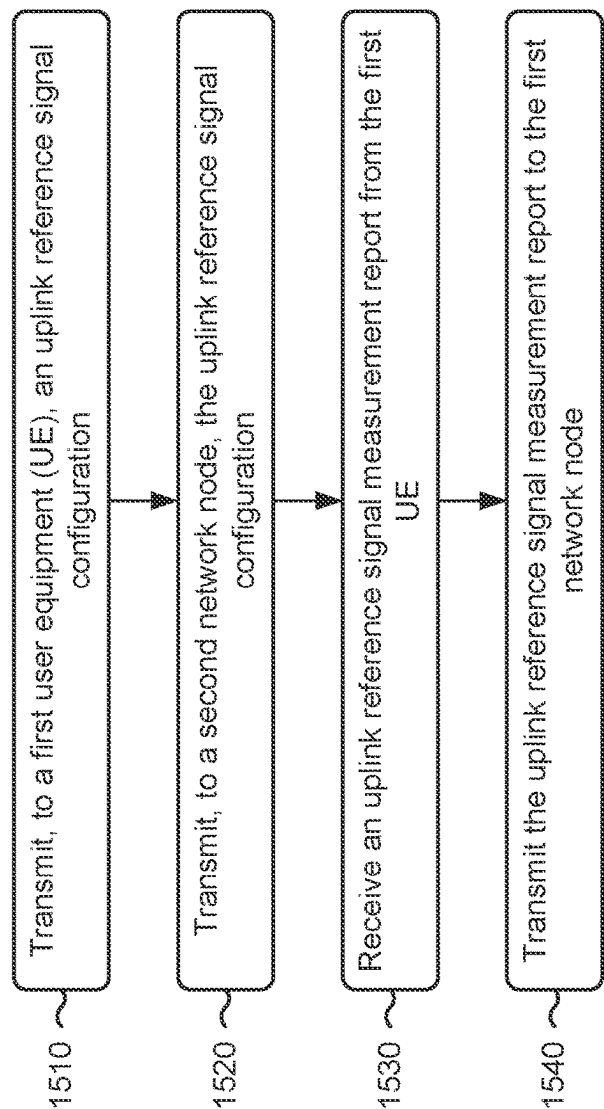 1510
Transmit, to a first user equipment (UE), an uplink reference signal
configuration
1520
Transmit, to a second network node, the uplink reference signal
configuration
1530
Receive an uplink reference signal measurement report from the first
UE
1540
Transmit the uplink reference signal measurement report to the first
network node